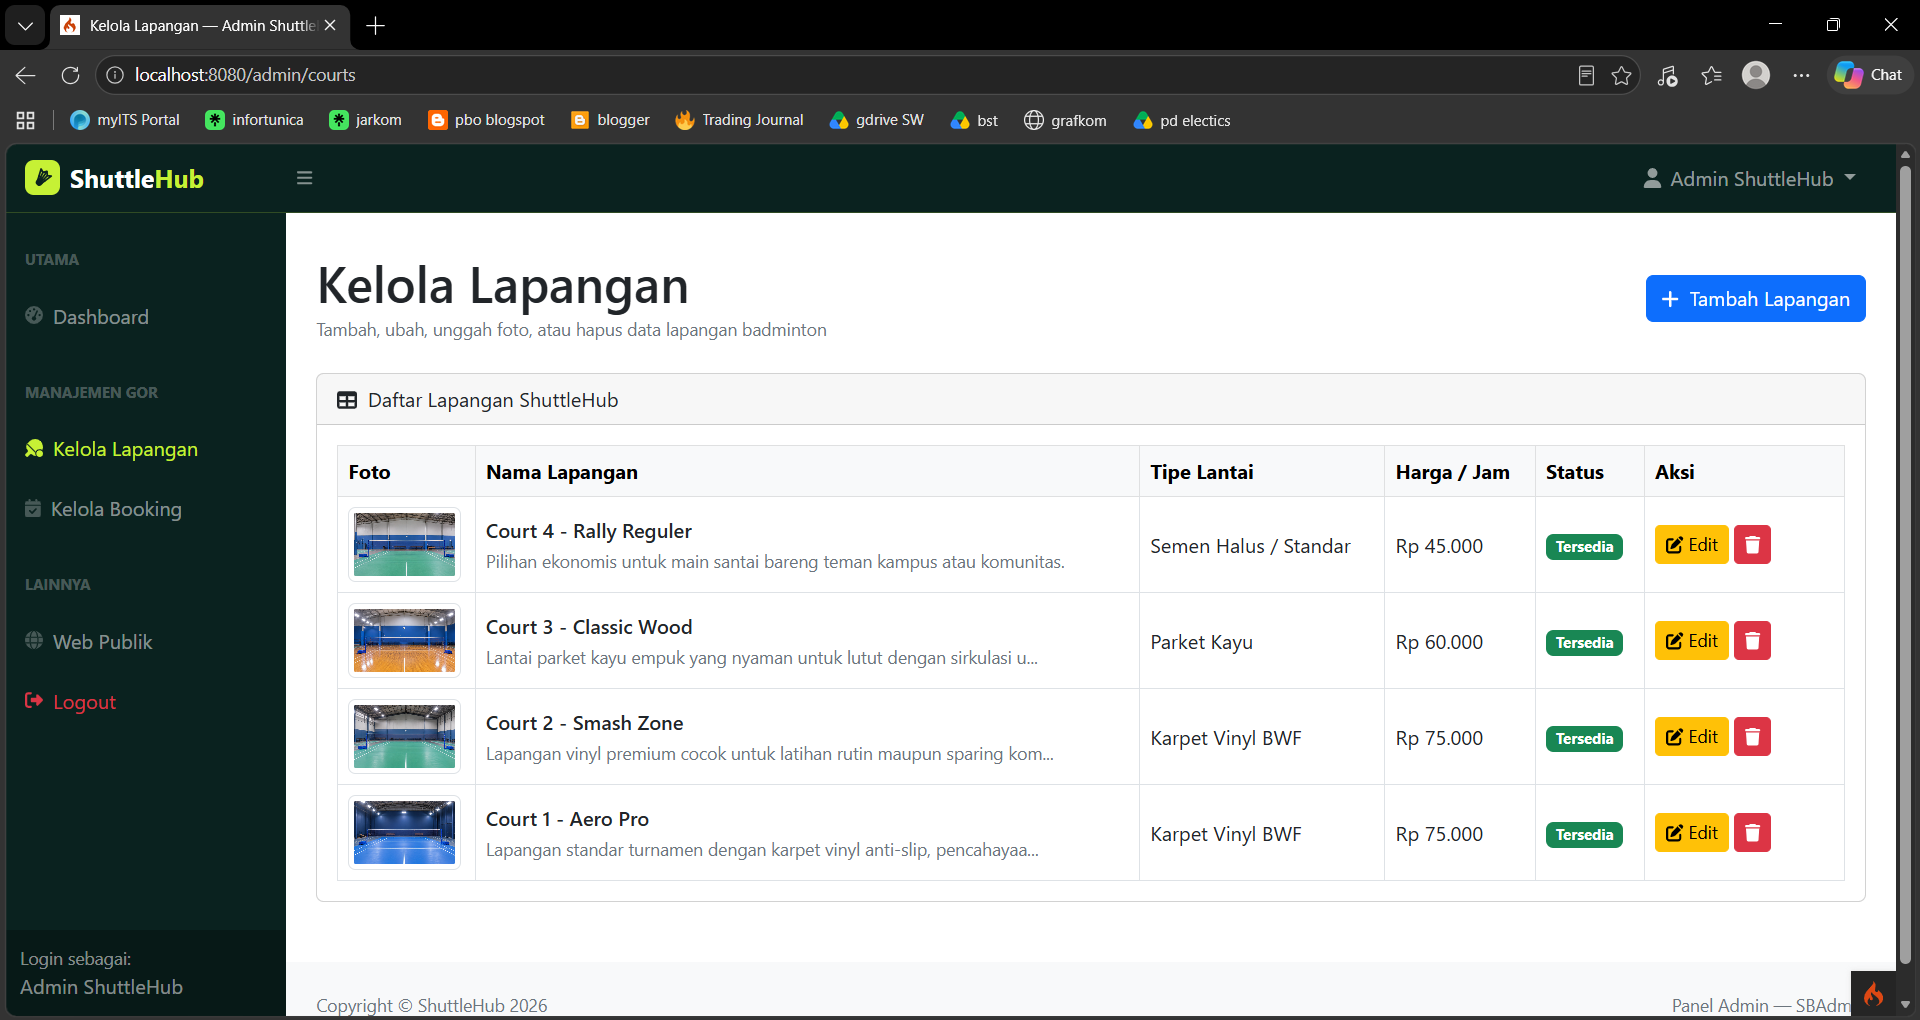 Kelola Lapangan — Admin Shuttle
localhost:8080/admin/courts
Chat
myITS Portal
infortunica
jarkom
pbo blogspot
blogger
Trading Journal
gdrive SW
bst
grafkom
pd electics
ShuttleHub
Admin ShuttleHub
UTAMA
Dashboard
MANAJEMEN GOR
Kelola Lapangan
Kelola Booking
LAINNYA
Web Publik
Logout
Login sebagai:
Admin ShuttleHub
Kelola Lapangan
Tambah, ubah, unggah foto, atau hapus data lapangan badminton
Tambah Lapangan
Daftar Lapangan ShuttleHub
Foto Nama Lapangan Tipe Lantai Harga / Jam Status Aksi
Court 4 - Rally Reguler
Pilihan ekonomis untuk main santai bareng teman kampus atau komunitas.
Semen Halus / Standar Rp 45.000 Tersedia Edit
Court 3 - Classic Wood
Lantai parket kayu empuk yang nyaman untuk lutut dengan sirkulasi u...
Parket Kayu Rp 60.000 Tersedia Edit
Court 2 - Smash Zone
Lapangan vinyl premium cocok untuk latihan rutin maupun sparing kom...
Karpet Vinyl BWF Rp 75.000 Tersedia Edit
Court 1 - Aero Pro
Lapangan standar turnamen dengan karpet vinyl anti-slip, pencahayaa...
Karpet Vinyl BWF Rp 75.000 Tersedia Edit
Copyright © ShuttleHub 2026
Panel Admin — SBAdm